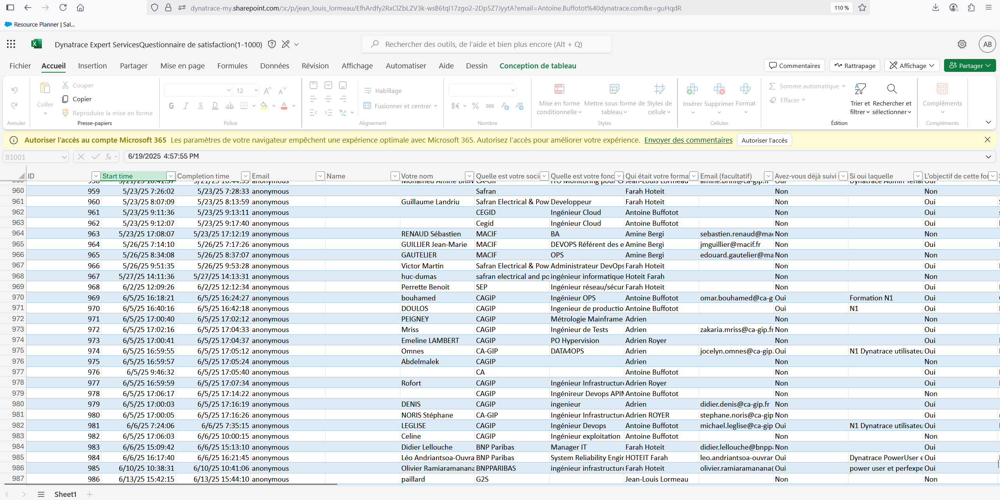 dynatrace-my.sharepoint.com/:x:/p/jean_louis_lormeau/EfhArdfy2RxClZbLZV3k-wsB6tql17zgo2-2Dp5Z7JyytA?email=Antoine.Buffotot%40dynatrace.com&e=guHqdR 110 %
Resource Planner | Sal...
Dynatrace Expert ServicesQuestionnaire de satisfaction(1-1000) Rechercher des outils, de l'aide et bien plus encore (Alt + Q) AB
Fichier Accueil Insertion Partager Mise en page Formules Données Révision Affichage Automatiser Aide Dessin Conception de tableau Commentaires Rattrapage Affichage Partager
Couper Somme automatique
12 Habillage
Copier
Coller Effacer
Mise en forme conditionnelle Mettre sous forme de tableau Styles de cellule Insérer Supprimer Format Trier et filtrer Rechercher et sélectionner Compléments
G I S D ab Fusionner et centrer $€ % 000
Reproduire la mise en forme
Annuler Presse-papiers Police Alignement Nombre Styles Cellules Édition Compléments
Autoriser l'accès au compte Microsoft 365 Les paramètres de votre navigateur empêchent une expérience optimale avec Microsoft 365. Autorisez l'accès pour améliorer votre expérience. Envoyer des commentaires Autoriser l'accès
B1001 fx 6/19/2025 4:57:55 PM
ID Start time Completion time Email Name Votre nom Quelle est votre soci Quelle est votre fonc Qui était votre forma Email (facultatif) Avez-vous déjà suivi Si oui laquelle L'objectif de cette for
960 959 5/23/25 7:26:02 5/23/25 7:28:33 anonymous Safran Farah Hoteit Non Non
961 960 5/23/25 8:07:09 5/23/25 8:13:59 anonymous Guillaume Landriu Safran Electrical & Pow Developpeur Farah Hoteit Non Oui
962 961 5/23/25 9:11:36 5/23/25 9:13:11 anonymous CEGID Ingénieur Cloud Antoine Buffotot Non Oui
963 962 5/23/25 9:12:07 5/23/25 9:17:40 anonymous Cegid Ingénieur Cloud Antoine Buffotot Non Oui
964 963 5/23/25 17:08:07 5/23/25 17:12:19 anonymous RENAUD Sébastien MACIF BA Amine Bergi sebastien.renaud@mac Non Non
965 964 5/26/25 7:14:10 5/26/25 7:17:26 anonymous GUILLIER Jean-Marie MACIF DEVOPS Référent des e Amine Bergi jmguillier@macif.fr Non Oui
966 965 5/26/25 8:34:08 5/26/25 8:37:07 anonymous GAUTELIER MACIF OPS Amine Bergi edouard.gautelier@ma Non Non
967 966 5/26/25 9:51:35 5/26/25 9:53:28 anonymous Victor Martin Safran Electrical & Pow Administrateur DevOps Farah Hoteit Non Oui
968 967 5/27/25 14:11:36 5/27/25 14:13:31 anonymous huc-dumas safran electrical and po ingénieur informatique Hoteit Farah Non Non
969 968 6/2/25 12:09:26 6/2/25 12:12:34 anonymous Perrette Benoit SEP Ingénieur réseau/sécur Farah Hoteit Non Oui
970 969 6/5/25 16:18:21 6/5/25 16:24:27 anonymous bouhamed CAGIP Ingénieur OPS Antoine Buffotot omar.bouhamed@ca-g Oui Formation N1 Oui
971 970 6/5/25 16:40:16 6/5/25 16:42:18 anonymous DOULOS CAGIP Ingenieur de productio Antoine Buffotot Oui N1 Oui
972 971 6/5/25 17:00:40 6/5/25 17:02:12 anonymous PEIGNEY CAGIP Métrologie Mainframe Adrien Non Non
973 972 6/5/25 17:02:16 6/5/25 17:04:33 anonymous Mriss CAGIP Ingénieur de Tests Adrien zakaria.mriss@ca-gip.fr Non Oui
974 973 6/5/25 17:00:41 6/5/25 17:04:37 anonymous Emeline LAMBERT CAGIP PO Hypervision Adrien Royer Non Oui
975 974 6/5/25 16:59:55 6/5/25 17:05:12 anonymous Omnes CA-GIP DATA4OPS Adrien jocelyn.omnes@ca-gip. Oui N1 Dynatrace utilisateu Oui
976 975 6/5/25 16:59:57 6/5/25 17:05:24 anonymous Abdelmalek CAGIP Adrien Non Non
977 976 6/5/25 9:46:32 6/5/25 17:05:40 anonymous CA Antoine Buffotot Non Oui
978 977 6/5/25 16:59:59 6/5/25 17:07:34 anonymous Rofort CAGIP Ingénieur Infrastructure Adrien Royer Non Oui
979 978 6/5/25 17:06:17 6/5/25 17:14:22 anonymous CAGIP Ingénireur Devops APIM Antoine Buffotot Non Non
980 979 6/5/25 17:00:03 6/5/25 17:16:19 anonymous DENIS CAGIP ingenieur Adrien didier.denis@ca-gip.fr Non Oui
981 980 6/5/25 17:00:05 6/5/25 17:16:26 anonymous NORIS Stéphane CA-GIP Ingénieur Infrastructure Adrien ROYER stephane.noris@ca-gip Non Oui
982 981 6/6/25 7:24:06 6/6/25 7:35:15 anonymous LEGLISE CAGIP Ingénieur Devops Antoine Buffotot michael.leglise@ca-gip Oui N1 Dynatrace utilisateu Oui
983 982 6/5/25 17:06:03 6/6/25 10:00:15 anonymous Celine CAGIP Ingénieur exploitation Antoine Buffotot Non Non
984 983 6/6/25 15:09:42 6/6/25 15:13:10 anonymous Didier Lellouche BNP Paribas Manager IT Farah Hoteit didier.lellouche@bnppa Non Oui
985 984 6/6/25 16:17:40 6/6/25 16:21:45 anonymous Léo Andriantsoa-Ouvra BNP Paribas System Reliability Engin HOTEIT Farah leo.andriantsoa-ouvrar Oui Dynatrace PowerUser e Oui
986 985 6/10/25 10:38:31 6/10/25 10:41:06 anonymous Olivier Ramiaramanana BNPPARIBAS ingénieur infrastructure Farah Hoteit olivier.ramiaramanana( Oui power user et perfexpe Oui
987 986 6/13/25 15:42:15 6/13/25 15:44:10 anonymous paillard G2S Jean-Louis Lormeau Non Non
Sheet1